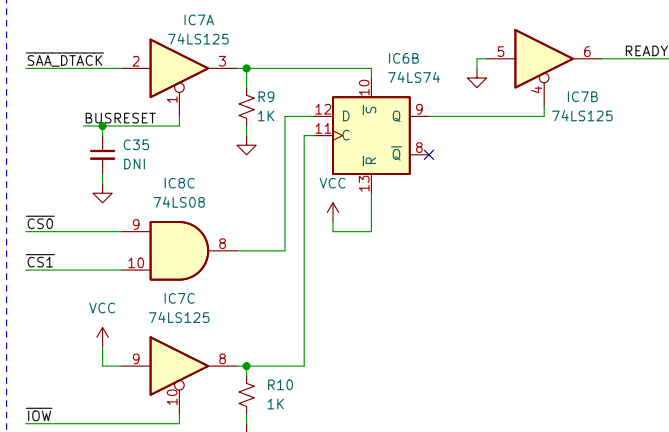 IC7A
74LS125
SAA_DTACK
2
3
1
BUSRESET
C35
DNI
R9
1K
IC6B
74LS74
10
12
D
S
Q
9
11
C
R
Q
8
13
VCC
5
6
READY
4
IC7B
74LS125
IC8C
74LS08
CS0
9
8
CS1
10
VCC
IC7C
74LS125
9
8
10
IOW
R10
1K